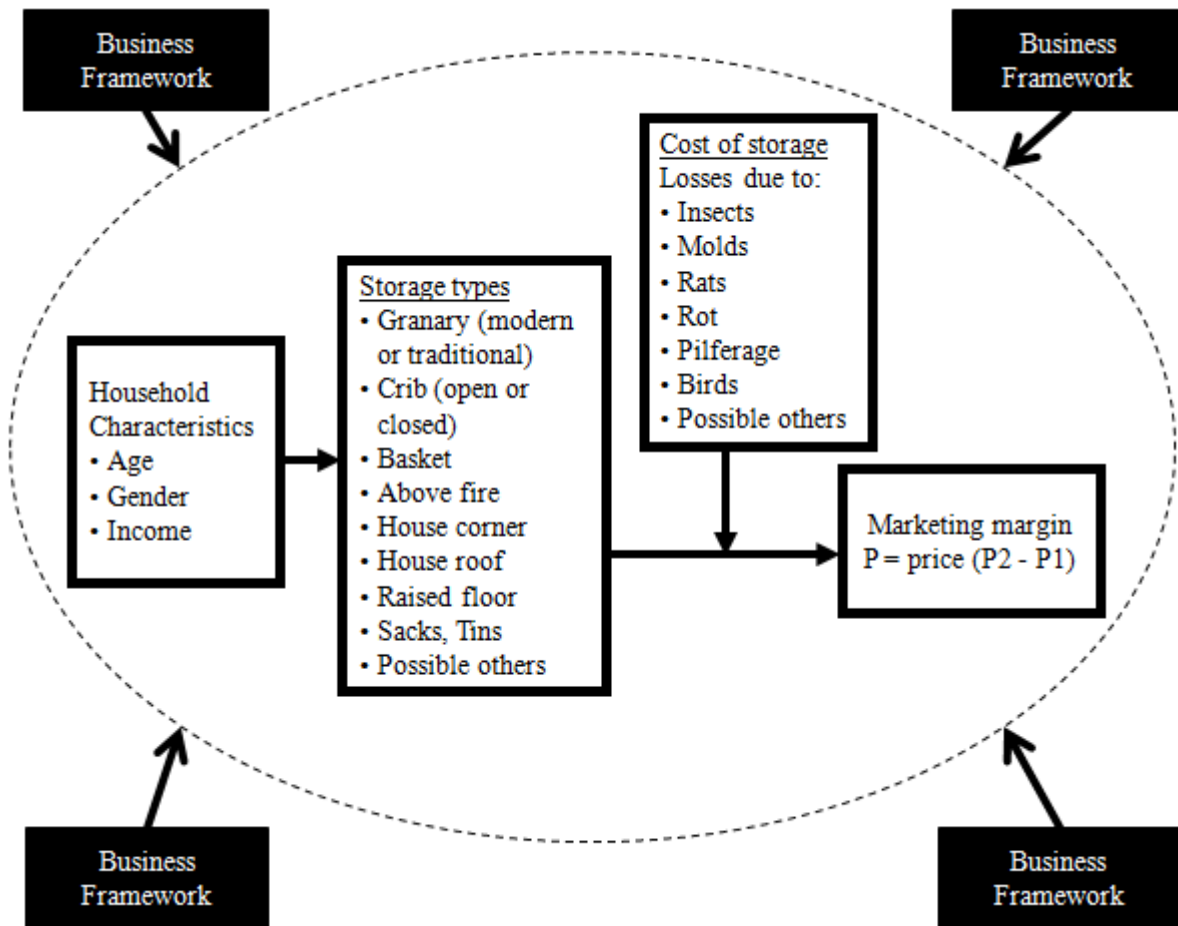 Business
Framework
Business
Framework
Cost of storage
Losses due to:
• Insects
• Molds
• Rats
• Rot
• Pilferage
• Birds
• Possible others
Storage types
• Granary (modern
or traditional)
• Crib (open or
closed)
• Basket
• Above fire
• House corner
• House roof
• Raised floor
• Sacks, Tins
• Possible others
Household
Characteristics
• Age
• Gender
• Income
Marketing margin
P = price (P2 - P1)
Business
Framework
Business
Framework